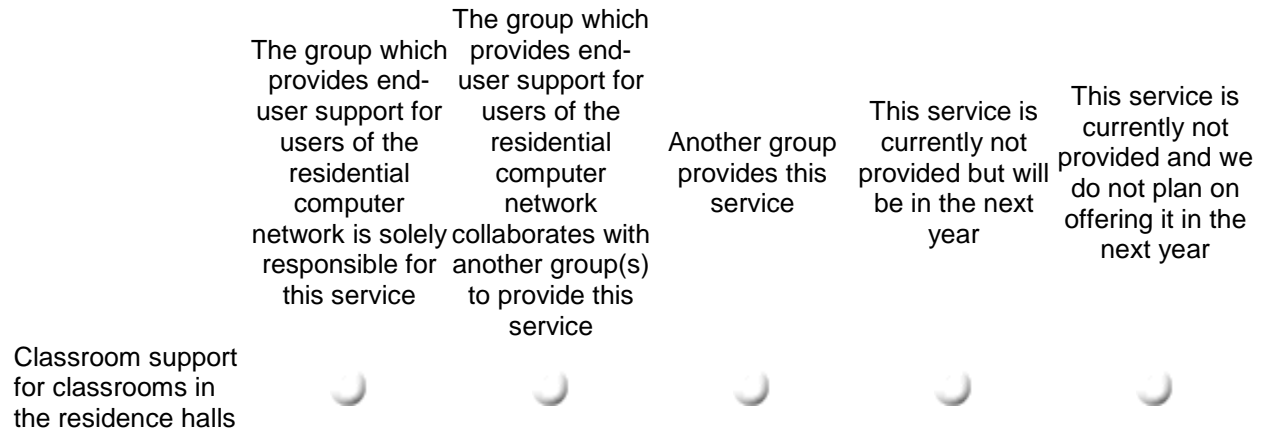 The group which
provides end-
user support for
users of the
residential
computer
network is solely
responsible for
this service
The group which
provides end-
user support for
users of the
residential
computer
network
collaborates with
another group(s)
to provide this
service
Another group
provides this
service
This service is
currently not
provided but will
be in the next
year
This service is
currently not
provided and we
do not plan on
offering it in the
next year
Classroom support
for classrooms in
the residence halls